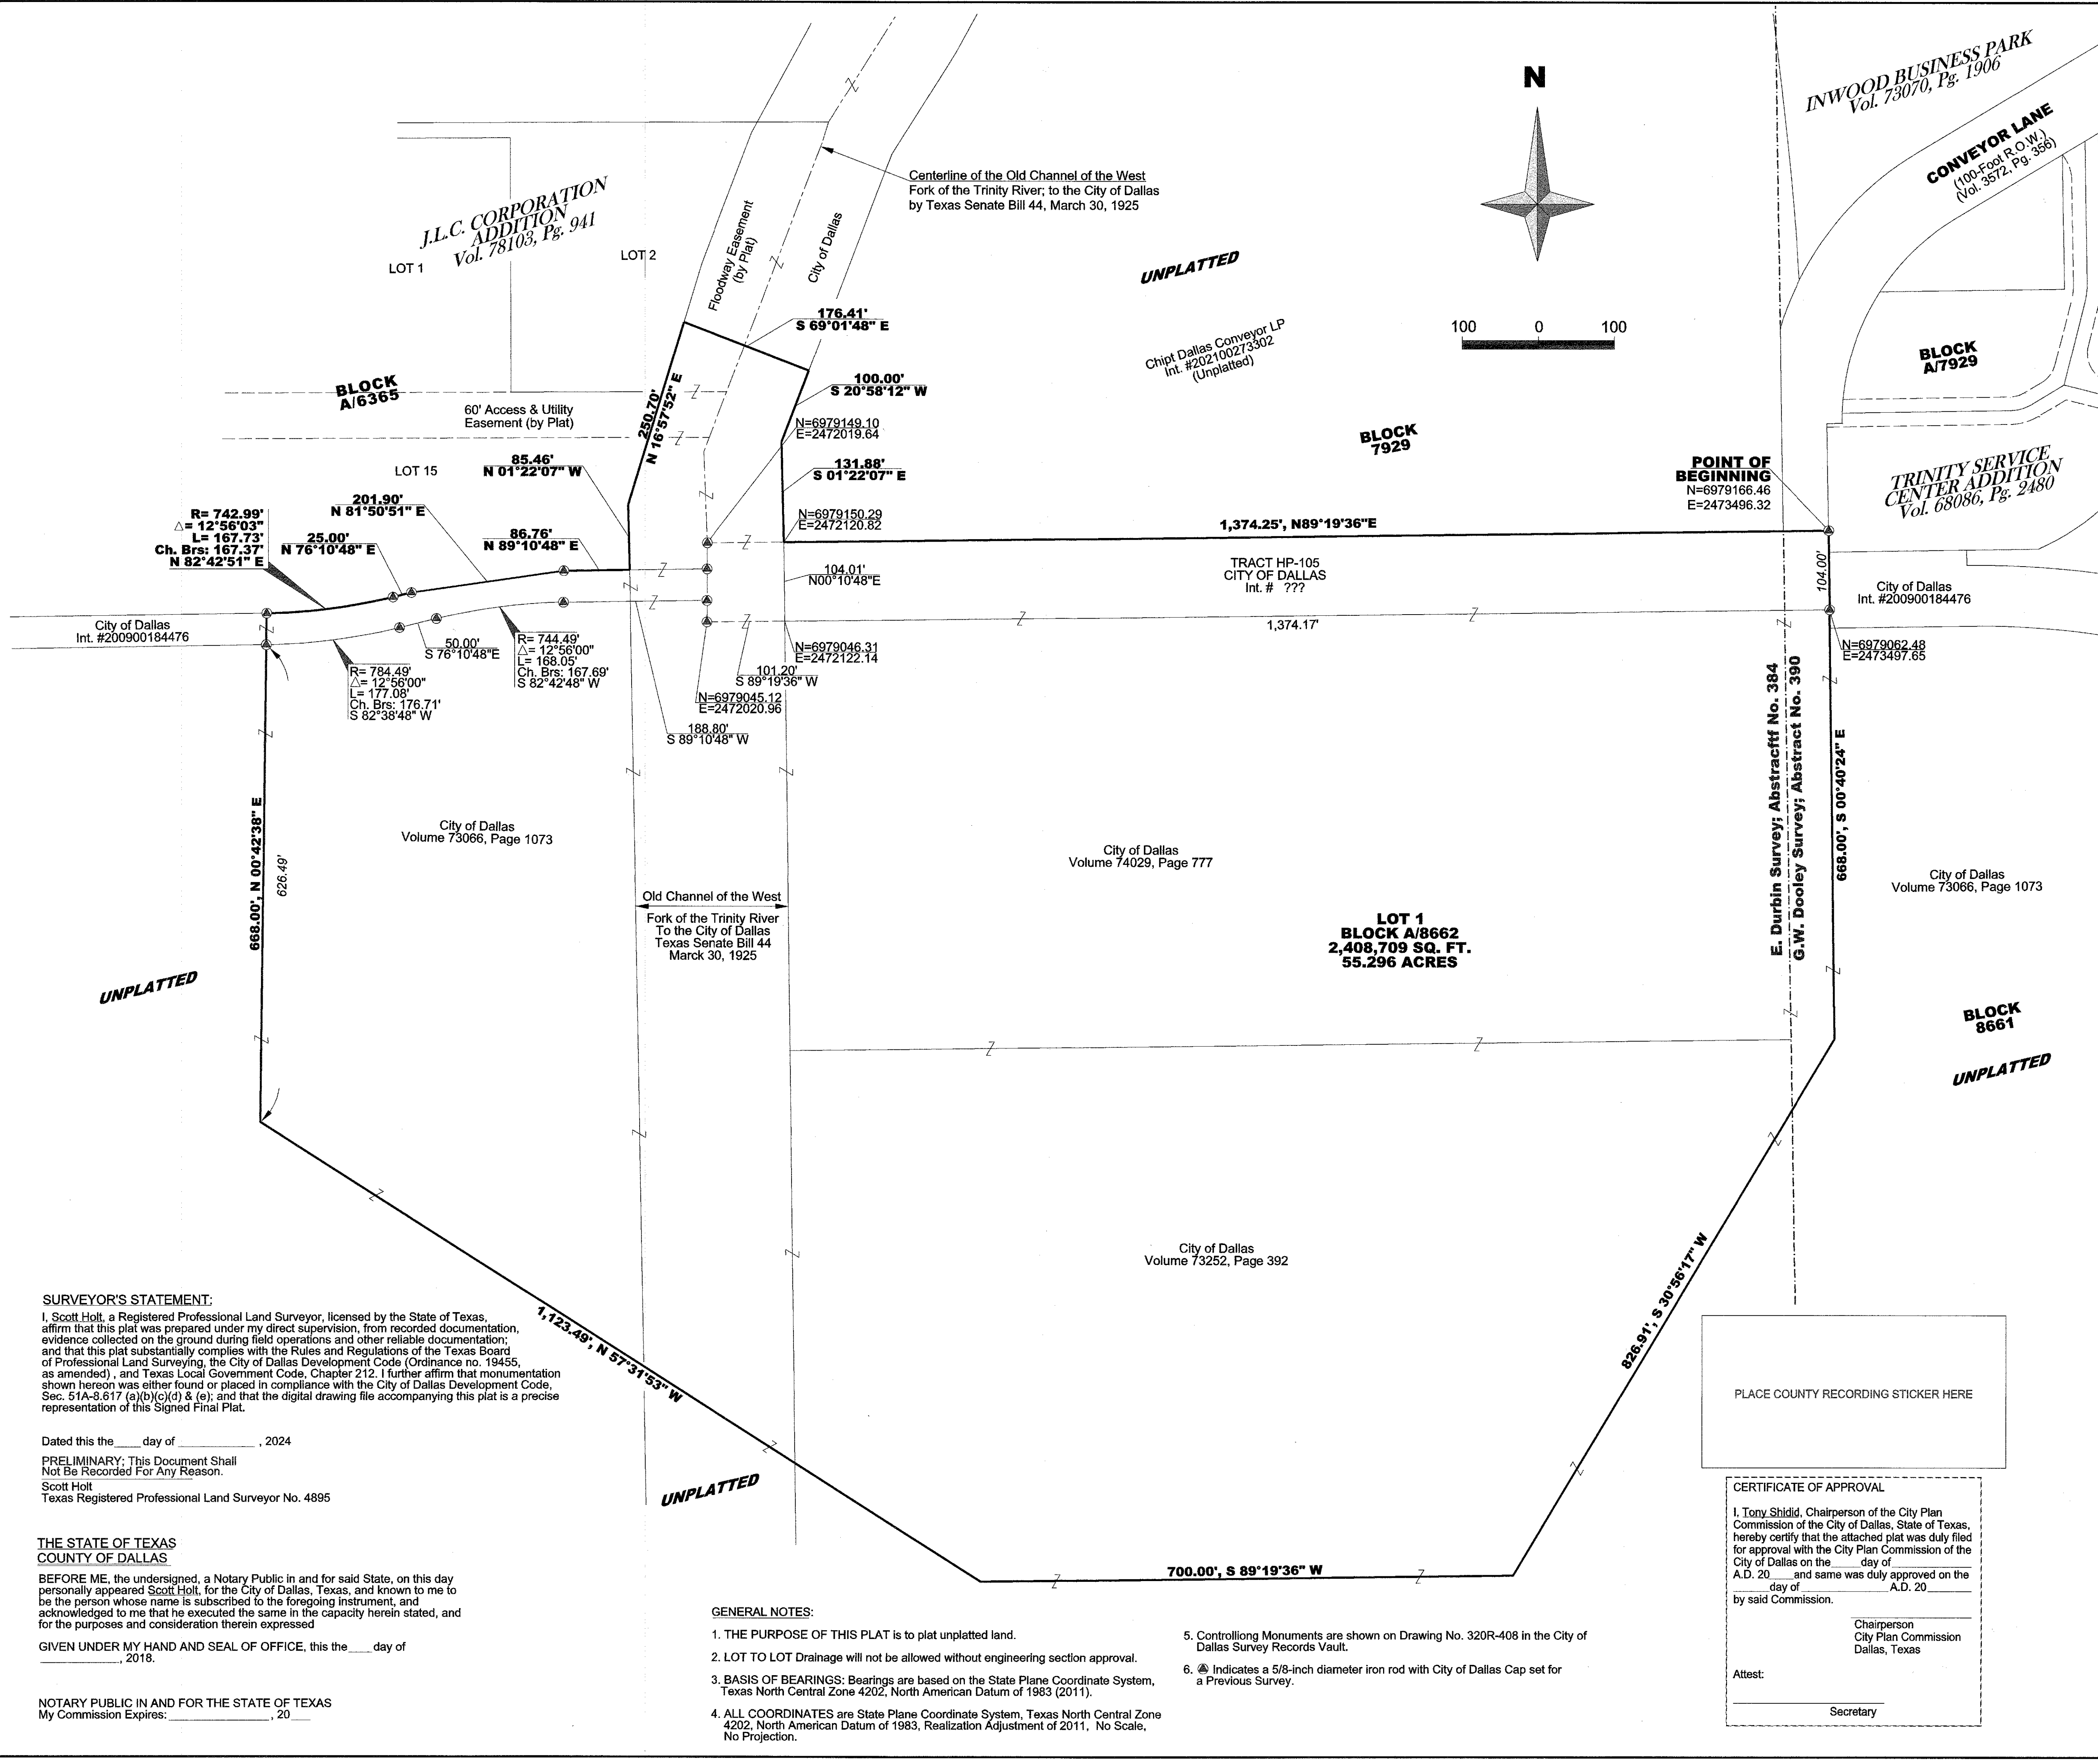 N
INWOOD BUSINESS PARK
Vol. 73070, Pg. 1906
CONVEYOR LANE
(100-Foot R.O.W.)
(Vol. 3572, Pg. 356)
Centerline of the Old Channel of the West
Fork of the Trinity River; to the City of Dallas
by Texas Senate Bill 44, March 30, 1925
J.L.C. CORPORATION
ADDITION
Vol. 78103, Pg. 941
LOT 1
LOT 2
Floodway Easement
(by Plat)
City of Dallas
UNPLATTED
176.41'
S 69°01'48" E
Chipt Dallas Conveyor LP
Int. #202100273302
(Unplatted)
100 0 100
BLOCK
A/7929
BLOCK
A/6365
60' Access & Utility
Easement (by Plat)
250.70'
N 16°57'52" E
100.00'
S 20°58'12" W
N=6979149.10
E=2472019.64
BLOCK
7929
LOT 15
85.46'
N 01°22'07" W
131.88'
S 01°22'07" E
POINT OF
BEGINNING
N=6979166.46
E=2473496.32
TRINITY SERVICE
CENTER ADDITION
Vol. 68086, Pg. 2480
R= 742.99'
△= 12°56'03"
L= 167.73'
Ch. Brs: 167.37'
N 82°42'51" E
25.00'
N 76°10'48" E
201.90'
N 81°50'51" E
86.76'
N 89°10'48" E
N=6979150.29
E=2472120.82
1,374.25', N89°19'36"E
104.01'
N00°10'48"E
TRACT HP-105
CITY OF DALLAS
Int. # ???
104.00'
City of Dallas
Int. #200900184476
City of Dallas
Int. #200900184476
1,374.17'
50.00'
S 76°10'48"E
R= 744.49'
△= 12°56'00"
L= 168.05'
Ch. Brs: 167.69'
S 82°42'48" W
R= 784.49'
△= 12°56'00"
L= 177.08'
Ch. Brs: 176.71'
S 82°38'48" W
N=6979046.31
E=2472122.14
101.20'
S 89°19'36" W
N=6979045.12
E=2472020.96
188.80'
S 89°10'48" W
N=6979062.48
E=2473497.65
E. Durbin Survey; Abstracftf No. 384
G.W. Dooley Survey; Abstract No. 390
668.00', S 00°40'24" E
668.00', N 00°42'38" E
626.49'
City of Dallas
Volume 73066, Page 1073
City of Dallas
Volume 74029, Page 777
City of Dallas
Volume 73066, Page 1073
Old Channel of the West
Fork of the Trinity River
To the City of Dallas
Texas Senate Bill 44
Marck 30, 1925
LOT 1
BLOCK A/8662
2,408,709 SQ. FT.
55.296 ACRES
UNPLATTED
BLOCK
8661
UNPLATTED
City of Dallas
Volume 73252, Page 392
826.91', S 30°56'17" W
1,123.49', N 57°31'53" W
UNPLATTED
700.00', S 89°19'36" W
SURVEYOR'S STATEMENT:
I, Scott Holt, a Registered Professional Land Surveyor, licensed by the State of Texas,
affirm that this plat was prepared under my direct supervision, from recorded documentation,
evidence collected on the ground during field operations and other reliable documentation;
and that this plat substantially complies with the Rules and Regulations of the Texas Board
of Professional Land Surveying, the City of Dallas Development Code (Ordinance no. 19455,
as amended) , and Texas Local Government Code, Chapter 212. I further affirm that monumentation
shown hereon was either found or placed in compliance with the City of Dallas Development Code,
Sec. 51A-8.617 (a)(b)(c)(d) & (e); and that the digital drawing file accompanying this plat is a precise
representation of this Signed Final Plat.
Dated this the____ day of ____________ , 2024
PRELIMINARY; This Document Shall
Not Be Recorded For Any Reason.
Scott Holt
Texas Registered Professional Land Surveyor No. 4895
THE STATE OF TEXAS
COUNTY OF DALLAS
BEFORE ME, the undersigned, a Notary Public in and for said State, on this day
personally appeared Scott Holt, for the City of Dallas, Texas, and known to me to
be the person whose name is subscribed to the foregoing instrument, and
acknowledged to me that he executed the same in the capacity herein stated, and
for the purposes and consideration therein expressed
GIVEN UNDER MY HAND AND SEAL OF OFFICE, this the____ day of
____________, 2018.
NOTARY PUBLIC IN AND FOR THE STATE OF TEXAS
My Commission Expires: ________________, 20___
GENERAL NOTES:
1. THE PURPOSE OF THIS PLAT is to plat unplatted land.
2. LOT TO LOT Drainage will not be allowed without engineering section approval.
3. BASIS OF BEARINGS: Bearings are based on the State Plane Coordinate System,
Texas North Central Zone 4202, North American Datum of 1983 (2011).
4. ALL COORDINATES are State Plane Coordinate System, Texas North Central Zone
4202, North American Datum of 1983, Realization Adjustment of 2011, No Scale,
No Projection.
5. Controlliong Monuments are shown on Drawing No. 320R-408 in the City of
Dallas Survey Records Vault.
6. Indicates a 5/8-inch diameter iron rod with City of Dallas Cap set for
a Previous Survey.
PLACE COUNTY RECORDING STICKER HERE
CERTIFICATE OF APPROVAL
I, Tony Shidid, Chairperson of the City Plan
Commission of the City of Dallas, State of Texas,
hereby certify that the attached plat was duly filed
for approval with the City Plan Commission of the
City of Dallas on the_____day of_____________
A.D. 20____and same was duly approved on the
______day of ______________A.D. 20_______
by said Commission.
Chairperson
City Plan Commission
Dallas, Texas
Attest:
Secretary